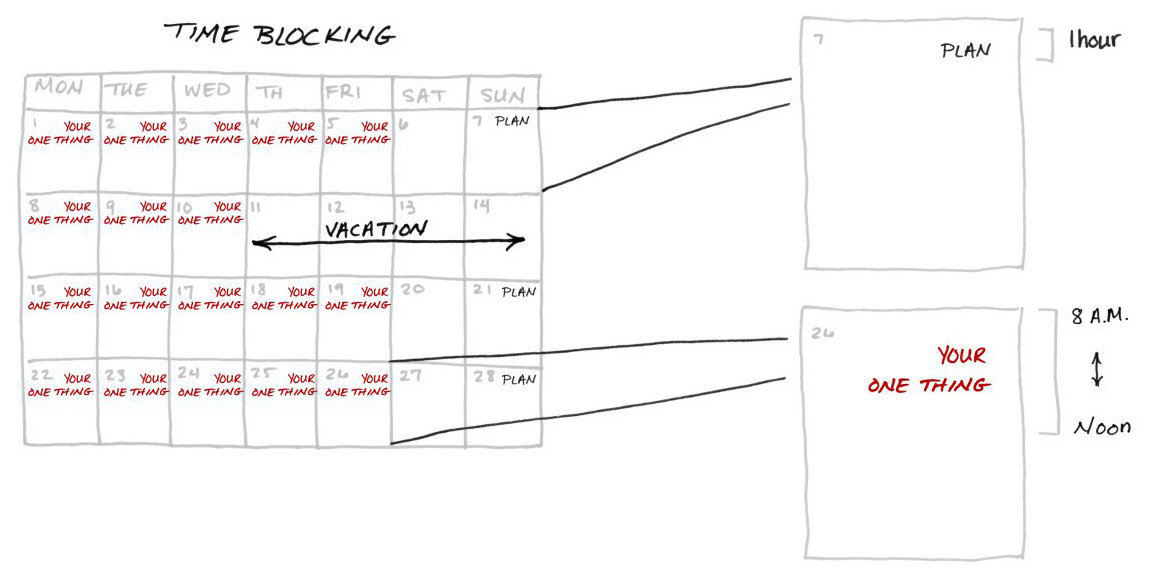 TIME BLOCKING
MON TUE WED TH FRI SAT SUN
1 YOUR 2 YOUR 3 YOUR 4 YOUR 5 YOUR 6 7 PLAN
ONE THING ONE THING ONE THING ONE THING ONE THING
8 YOUR 9 YOUR 10 YOUR 11 12 13 14
ONE THING ONE THING ONE THING
VACATION
15 YOUR 16 YOUR 17 YOUR 18 YOUR 19 YOUR 20 21 PLAN
ONE THING ONE THING ONE THING ONE THING ONE THING
22 YOUR 23 YOUR 24 YOUR 25 YOUR 26 YOUR 27 28 PLAN
ONE THING ONE THING ONE THING ONE THING ONE THING
7
PLAN
1hour
26
YOUR
ONE THING
8 A.M.
Noon